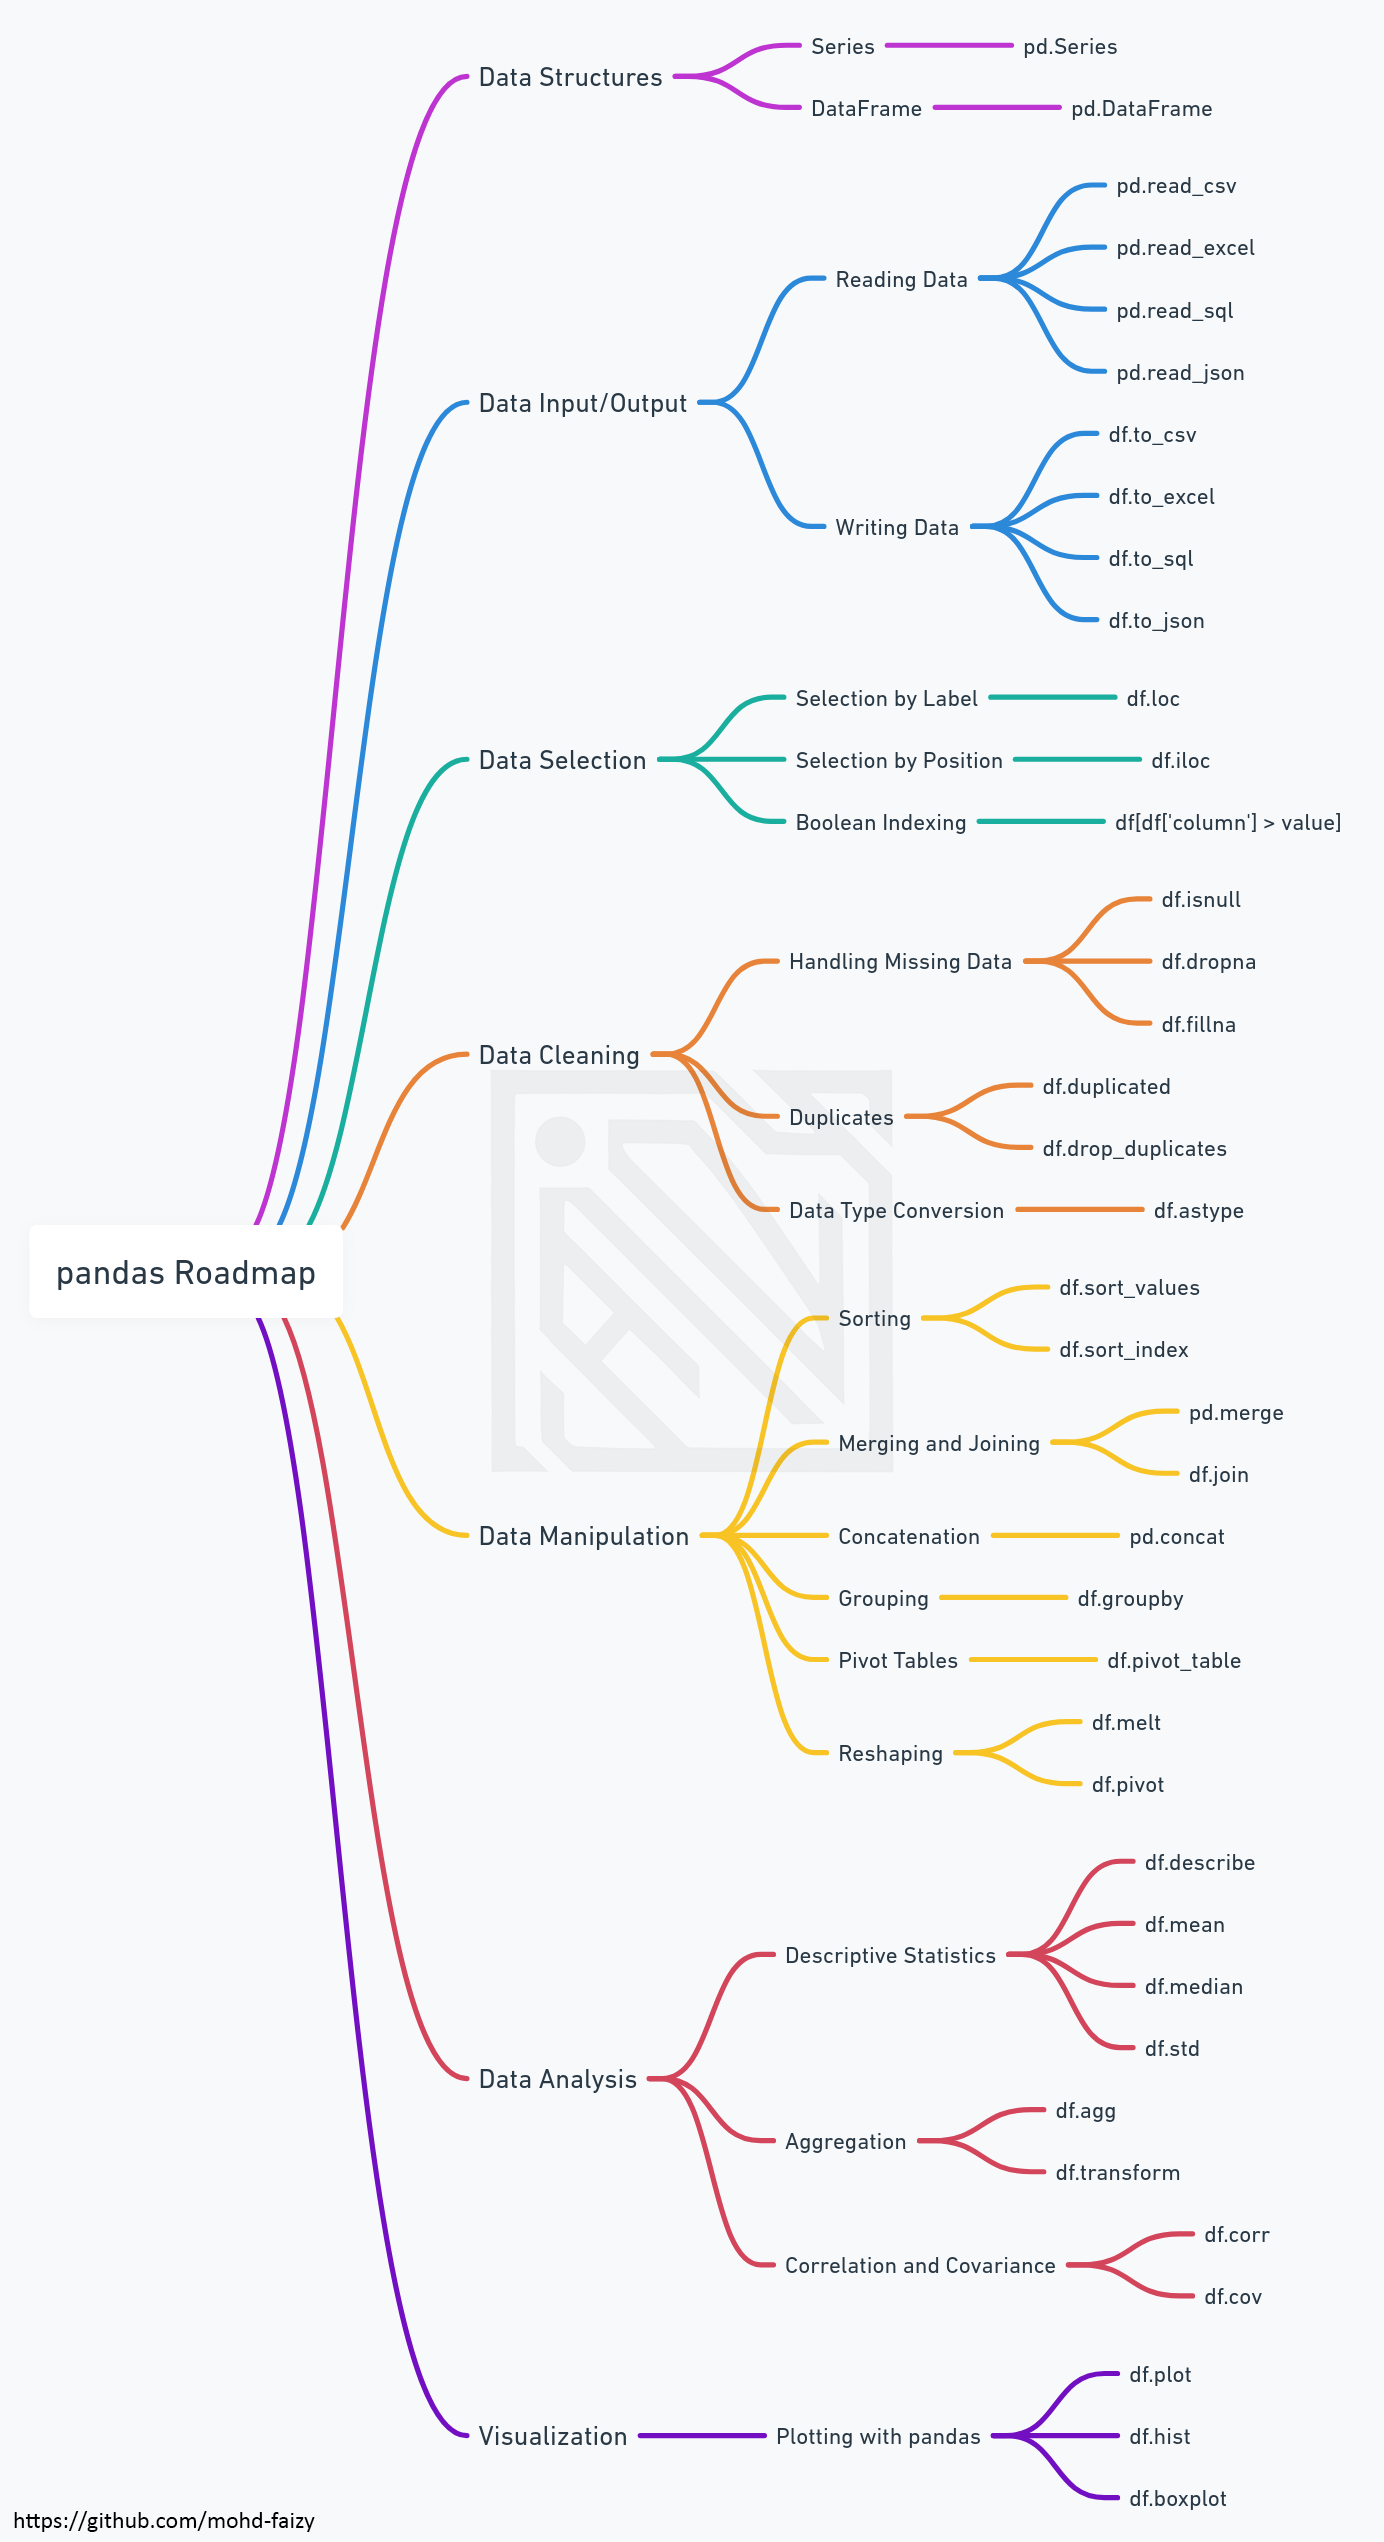 pandas Roadmap
Data Structures
Series
pd.Series
DataFrame
pd.DataFrame
Data Input/Output
Reading Data
pd.read_csv
pd.read_excel
pd.read_sql
pd.read_json
Writing Data
df.to_csv
df.to_excel
df.to_sql
df.to_json
Data Selection
Selection by Label
df.loc
Selection by Position
df.iloc
Boolean Indexing
df[df['column'] > value]
Data Cleaning
Handling Missing Data
df.isnull
df.dropna
df.fillna
Duplicates
df.duplicated
df.drop_duplicates
Data Type Conversion
df.astype
Data Manipulation
Sorting
df.sort_values
df.sort_index
Merging and Joining
pd.merge
df.join
Concatenation
pd.concat
Grouping
df.groupby
Pivot Tables
df.pivot_table
Reshaping
df.melt
df.pivot
Data Analysis
Descriptive Statistics
df.describe
df.mean
df.median
df.std
Aggregation
df.agg
df.transform
Correlation and Covariance
df.corr
df.cov
Visualization
Plotting with pandas
df.plot
df.hist
df.boxplot
https://github.com/mohd-faizy